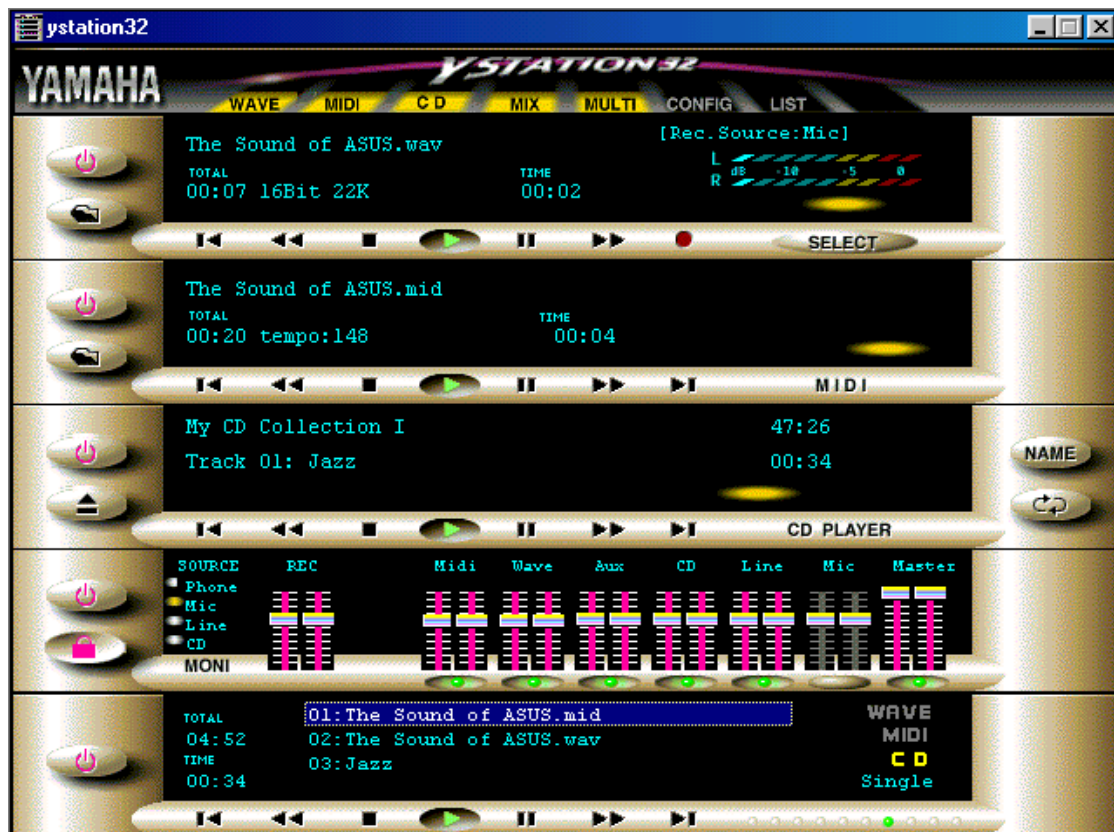 ystation32
YAMAHA
YSTATION32
WAVE MIDI CD MIX MULTI CONFIG LIST
The Sound of ASUS.wav
[Rec.Source:Mic]
TOTAL TIME
00:07 16Bit 22K 00:02
L
dB -10 -5 0
R
SELECT
The Sound of ASUS.mid
TOTAL TIME
00:20 tempo:148 00:04
MIDI
My CD Collection I 47:26
Track 01: Jazz 00:34
NAME
CD PLAYER
SOURCE REC Midi Wave Aux CD Line Mic Master
Phone
Mic
Line
CD
MONI
TOTAL
04:52
TIME
00:34
01:The Sound of ASUS.mid
02:The Sound of ASUS.wav
03:Jazz
WAVE
MIDI
CD
Single